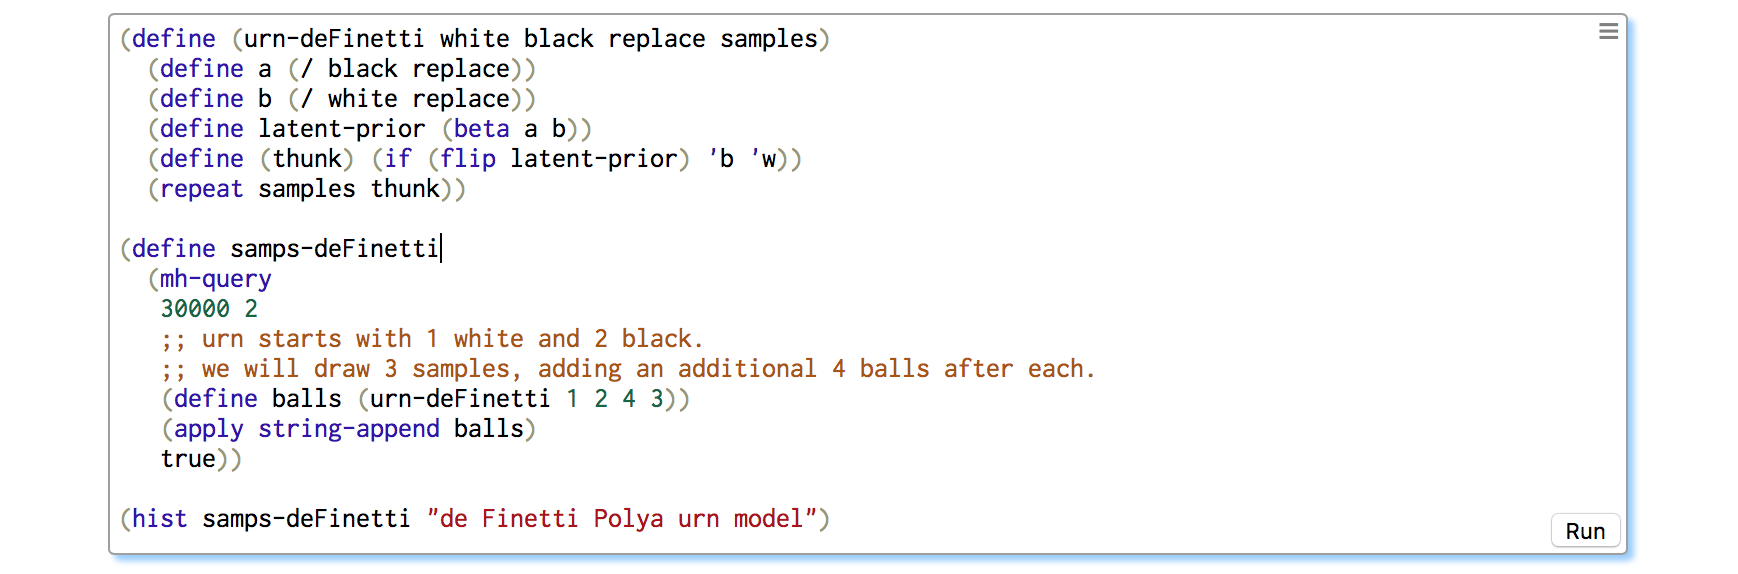 (define (urn-deFinetti white black replace samples)
  (define a (/ black replace))
  (define b (/ white replace))
  (define latent-prior (beta a b))
  (define (thunk) (if (flip latent-prior) 'b 'w))
  (repeat samples thunk))

(define samps-deFinetti
  (mh-query
   30000 2
   ;; urn starts with 1 white and 2 black.
   ;; we will draw 3 samples, adding an additional 4 balls after each.
   (define balls (urn-deFinetti 1 2 4 3))
   (apply string-append balls)
   true))

(hist samps-deFinetti "de Finetti Polya urn model")
Run